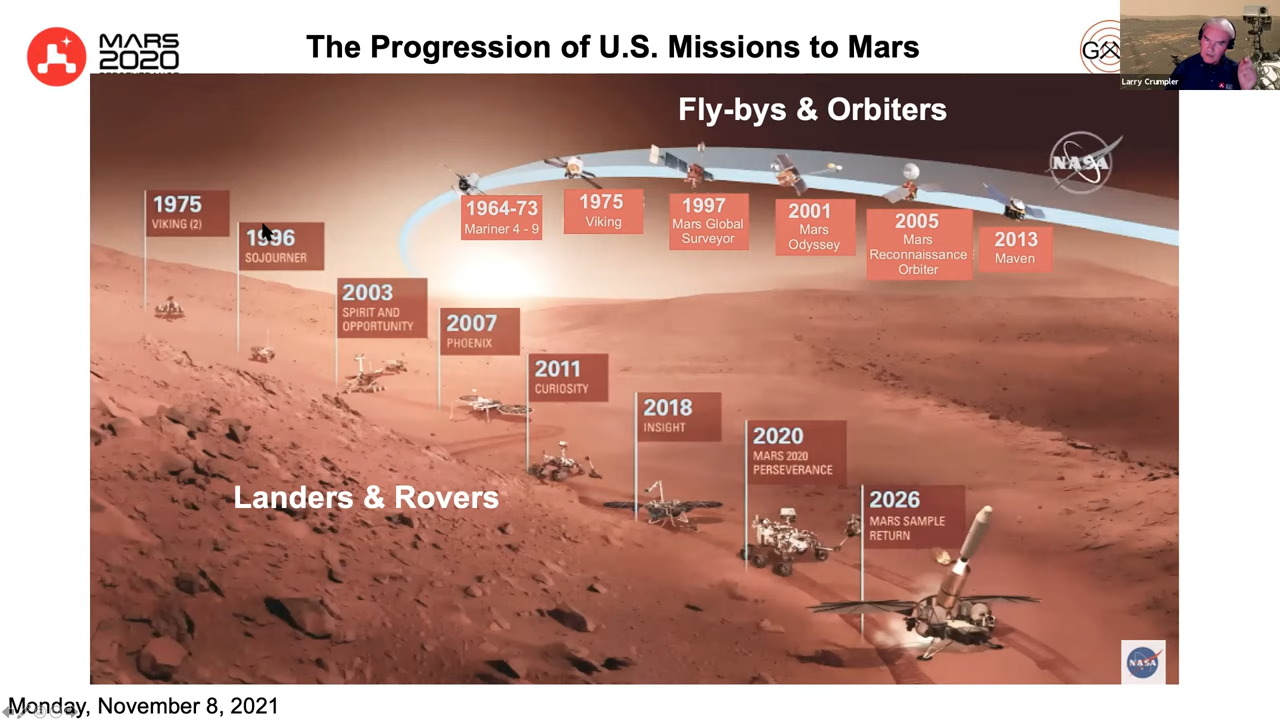 MARS
2020
The Progression of U.S. Missions to Mars
Larry Crumpler
Fly-bys & Orbiters
NASA
1975
VIKING (2)
1996
SOJOURNER
2003
SPIRIT AND
OPPORTUNITY
2007
PHOENIX
2011
CURIOSITY
2018
INSIGHT
2020
MARS 2020
PERSEVERANCE
2026
MARS SAMPLE
RETURN
1964-73
Mariner 4 - 9
1975
Viking
1997
Mars Global
Surveyor
2001
Mars
Odyssey
2005
Mars
Reconnaissance
Orbiter
2013
Maven
Landers & Rovers
NASA
Monday, November 8, 2021